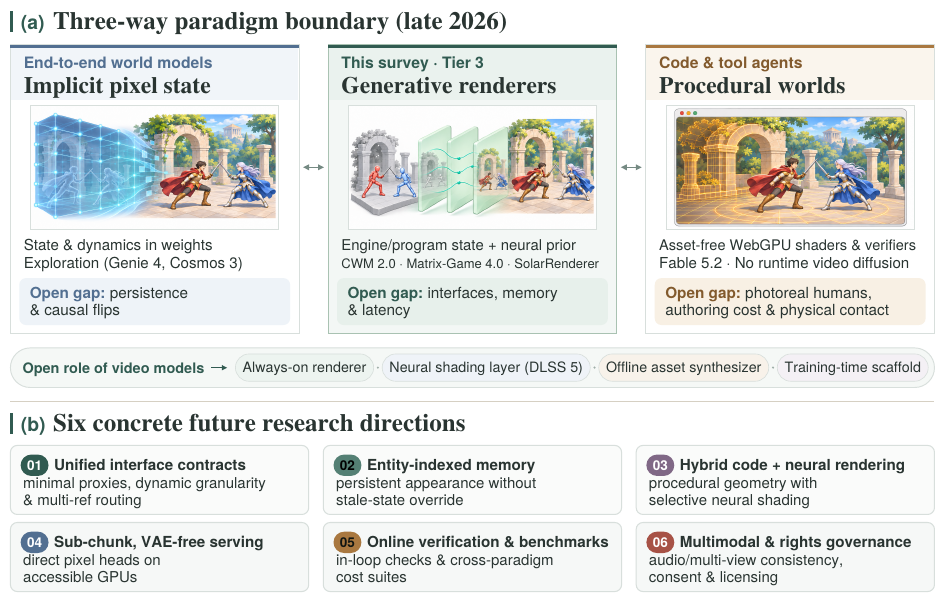 (a) Three-way paradigm boundary (late 2026)
End-to-end world models
Implicit pixel state
State & dynamics in weights
Exploration (Genie 4, Cosmos 3)
Open gap: persistence
& causal flips
This survey · Tier 3
Generative renderers
Engine/program state + neural prior
CWM 2.0 · Matrix-Game 4.0 · SolarRenderer
Open gap: interfaces, memory
& latency
Code & tool agents
Procedural worlds
Asset-free WebGPU shaders & verifiers
Fable 5.2 · No runtime video diffusion
Open gap: photoreal humans,
authoring cost & physical contact
Open role of video models → Always-on renderer · Neural shading layer (DLSS 5) · Offline asset synthesizer · Training-time scaffold
(b) Six concrete future research directions
01 Unified interface contracts
minimal proxies, dynamic granularity
& multi-ref routing
02 Entity-indexed memory
persistent appearance without
stale-state override
03 Hybrid code + neural rendering
procedural geometry with
selective neural shading
04 Sub-chunk, VAE-free serving
direct pixel heads on
accessible GPUs
05 Online verification & benchmarks
in-loop checks & cross-paradigm
cost suites
06 Multimodal & rights governance
audio/multi-view consistency,
consent & licensing